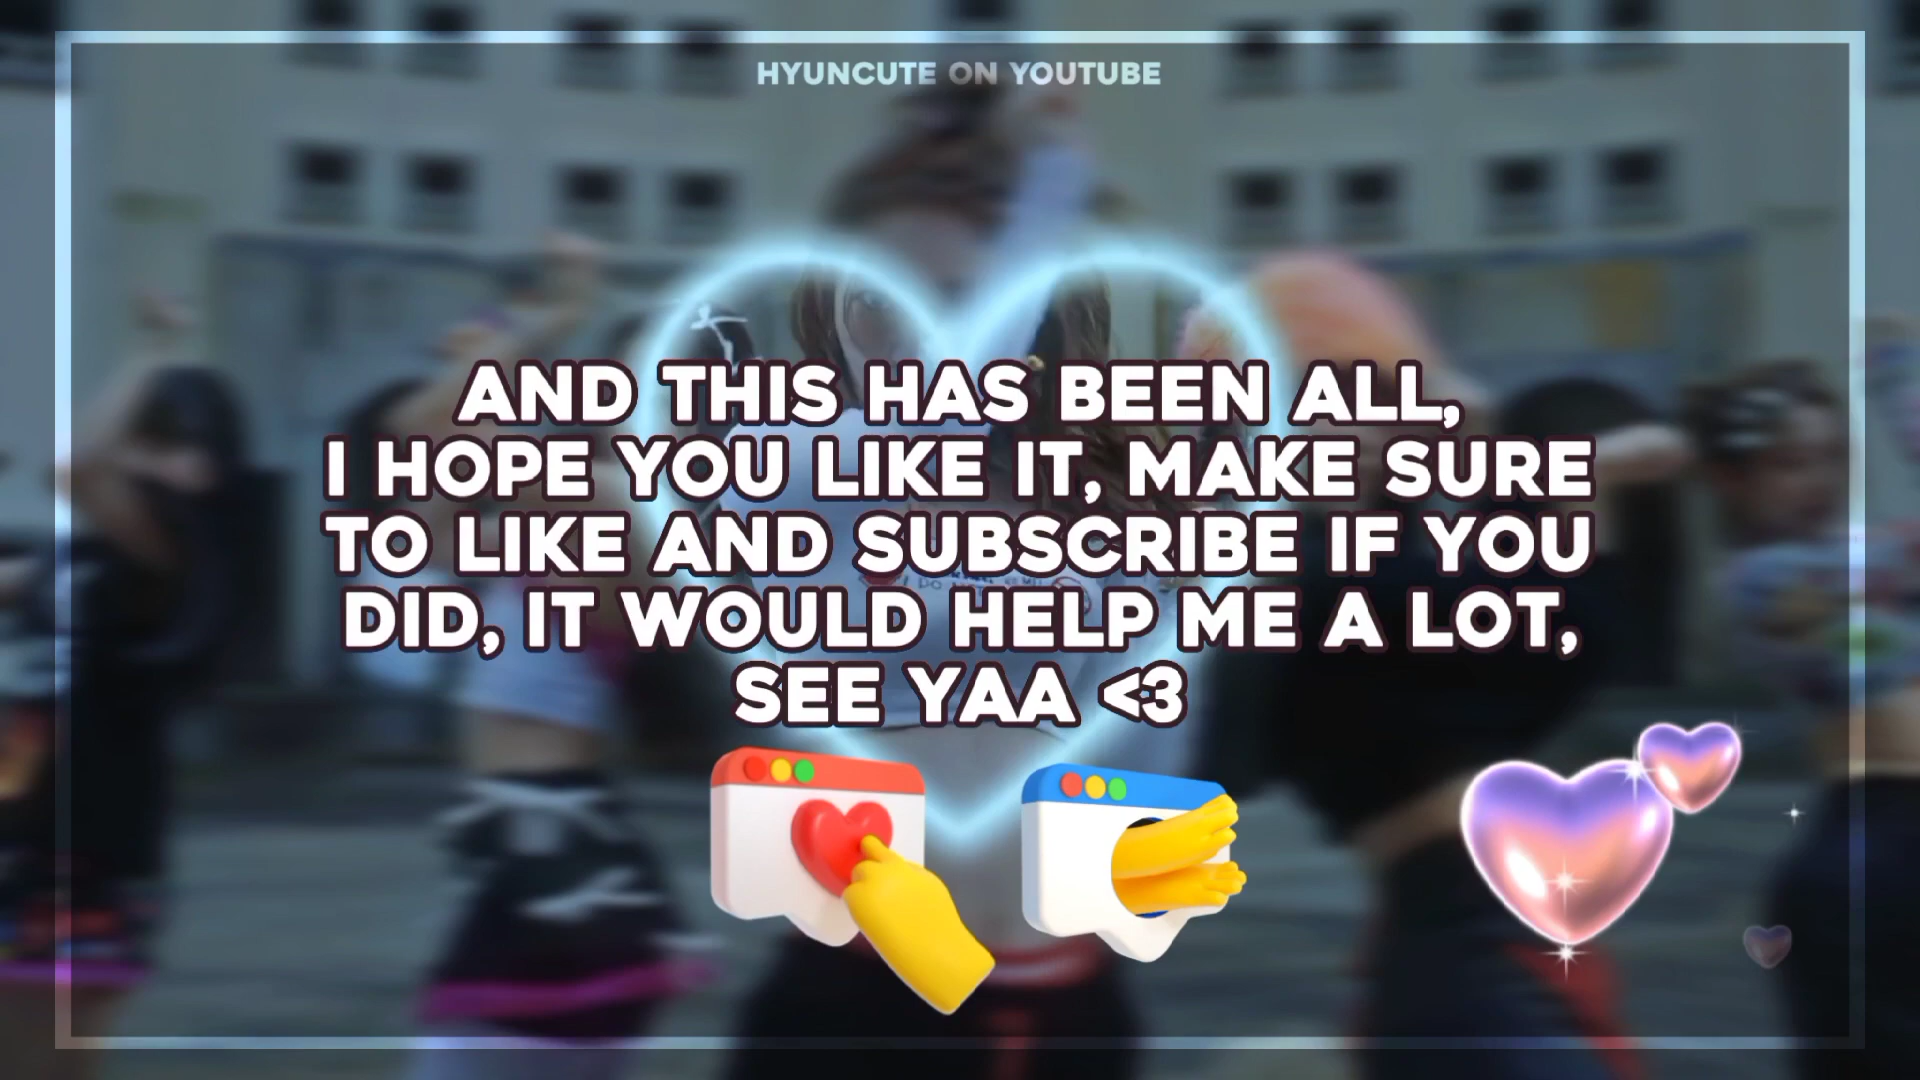 HYUNCUTE ON YOUTUBE
AND THIS HAS BEEN ALL,
I HOPE YOU LIKE IT, MAKE SURE
TO LIKE AND SUBSCRIBE IF YOU
DID, IT WOULD HELP ME A LOT,
SEE YAA <3